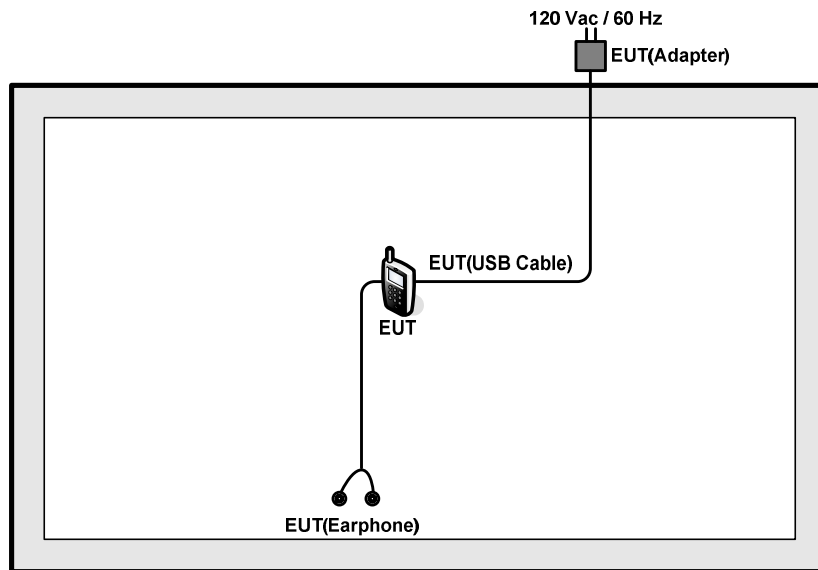 120 Vac / 60 Hz
EUT(Adapter)
EUT(USB Cable)
EUT
EUT(Earphone)